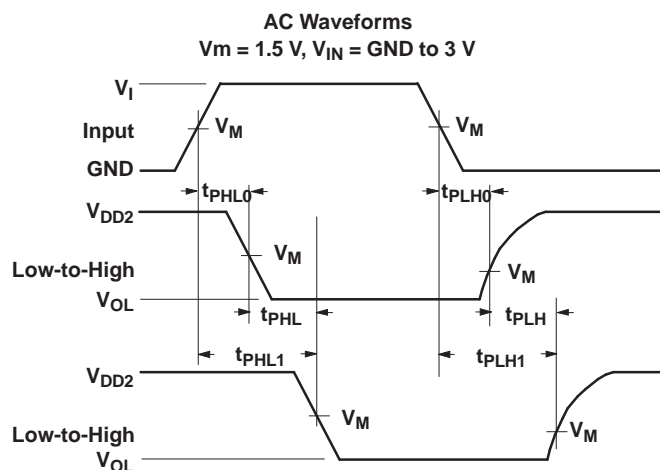 AC Waveforms
Vm = 1.5 V, VIN = GND to 3 V
VI
Input
VM
VM
GND
tPHL0
tPLH0
VDD2
VM
Low-to-High
VM
VOL
tPHL
tPLH
tPHL1
tPLH1
VDD2
VM
Low-to-High
VM
VOL